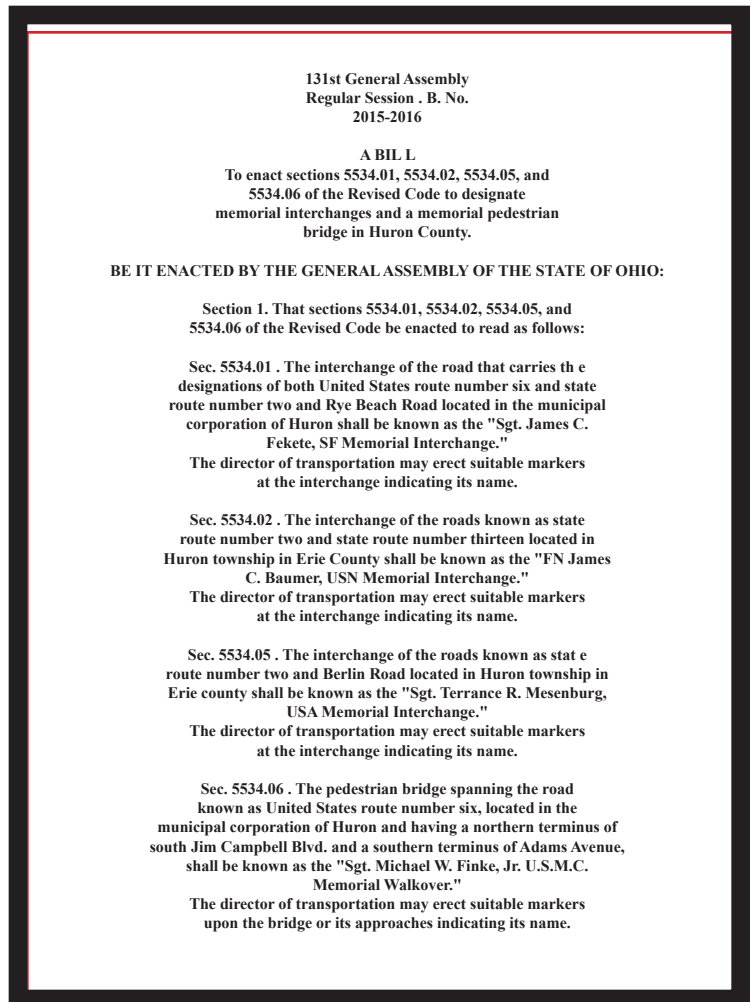 131st General Assembly
Regular Session . B. No.
2015-2016
A BIL L
To enact sections 5534.01, 5534.02, 5534.05, and
5534.06 of the Revised Code to designate
memorial interchanges and a memorial pedestrian
bridge in Huron County.
BE IT ENACTED BY THE GENERAL ASSEMBLY OF THE STATE OF OHIO:
Section 1. That sections 5534.01, 5534.02, 5534.05, and
5534.06 of the Revised Code be enacted to read as follows:
Sec. 5534.01 . The interchange of the road that carries th e
designations of both United States route number six and state
route number two and Rye Beach Road located in the municipal
corporation of Huron shall be known as the "Sgt. James C.
Fekete, SF Memorial Interchange."
The director of transportation may erect suitable markers
at the interchange indicating its name.
Sec. 5534.02 . The interchange of the roads known as state
route number two and state route number thirteen located in
Huron township in Erie County shall be known as the "FN James
C. Baumer, USN Memorial Interchange."
The director of transportation may erect suitable markers
at the interchange indicating its name.
Sec. 5534.05 . The interchange of the roads known as stat e
route number two and Berlin Road located in Huron township in
Erie county shall be known as the "Sgt. Terrance R. Mesenburg,
USA Memorial Interchange."
The director of transportation may erect suitable markers
at the interchange indicating its name.
Sec. 5534.06 . The pedestrian bridge spanning the road
known as United States route number six, located in the
municipal corporation of Huron and having a northern terminus of
south Jim Campbell Blvd. and a southern terminus of Adams Avenue,
shall be known as the "Sgt. Michael W. Finke, Jr. U.S.M.C.
Memorial Walkover."
The director of transportation may erect suitable markers
upon the bridge or its approaches indicating its name.